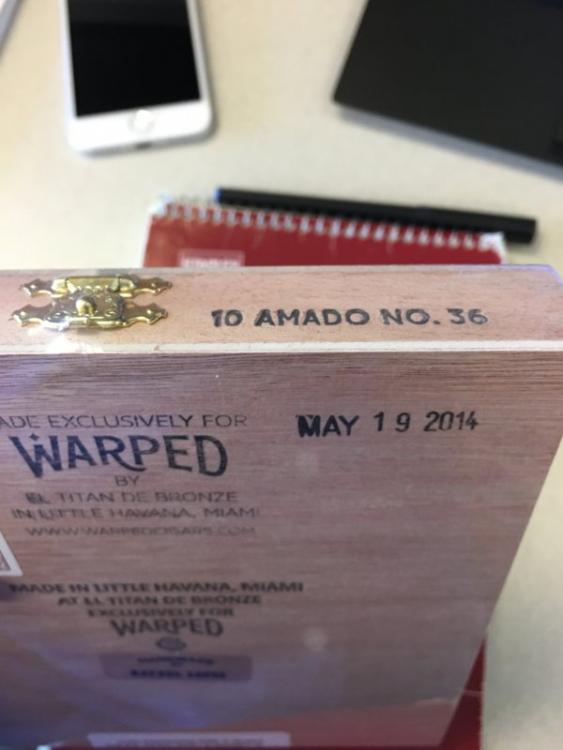 10 AMADO NO. 36
ADE EXCLUSIVELY FOR
MAY 19 2014
WARPED
BY
EL TITAN DE BRONZE
IN LITTLE HAVANA, MIAMI
WWW.WARPEDCIGARS.COM
MADE IN LITTLE HAVANA, MIAMI
AT EL TITAN DE BRONZE
EXCLUSIVELY FOR
WARPED